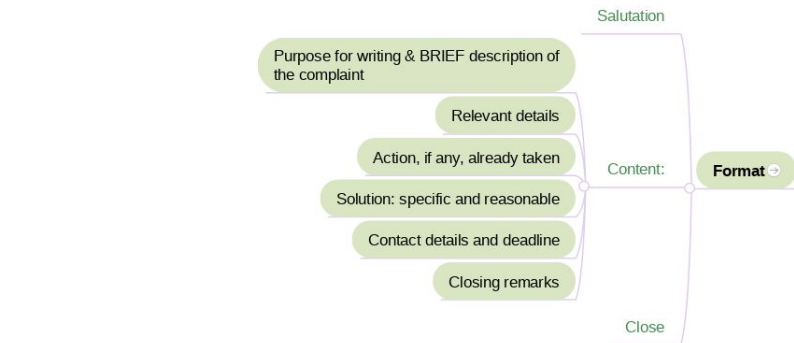 Salutation
Purpose for writing & BRIEF description of
the complaint
Relevant details
Action, if any, already taken
Content:
Format
Solution: specific and reasonable
Contact details and deadline
Closing remarks
Close